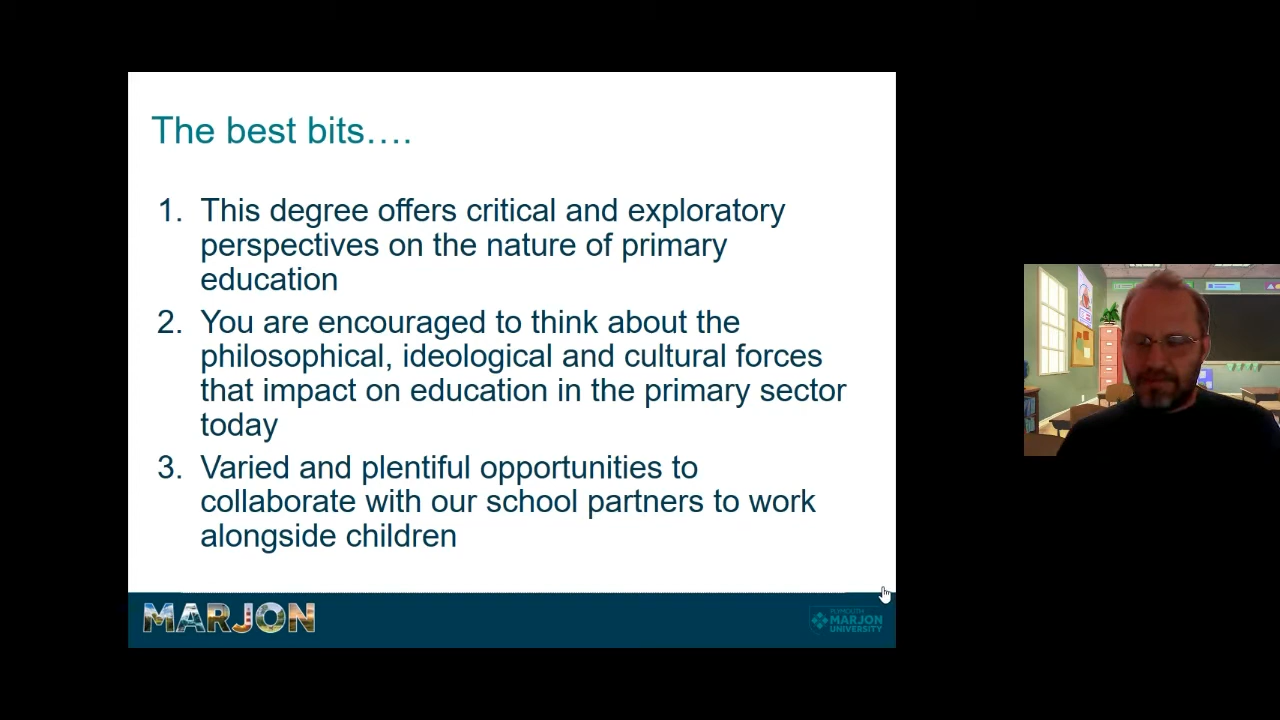 The best bits….
1. This degree offers critical and exploratory
perspectives on the nature of primary
education
2. You are encouraged to think about the
philosophical, ideological and cultural forces
that impact on education in the primary sector
today
3. Varied and plentiful opportunities to
collaborate with our school partners to work
alongside children
MARJON
PLYMOUTH
MARJON
UNIVERSITY